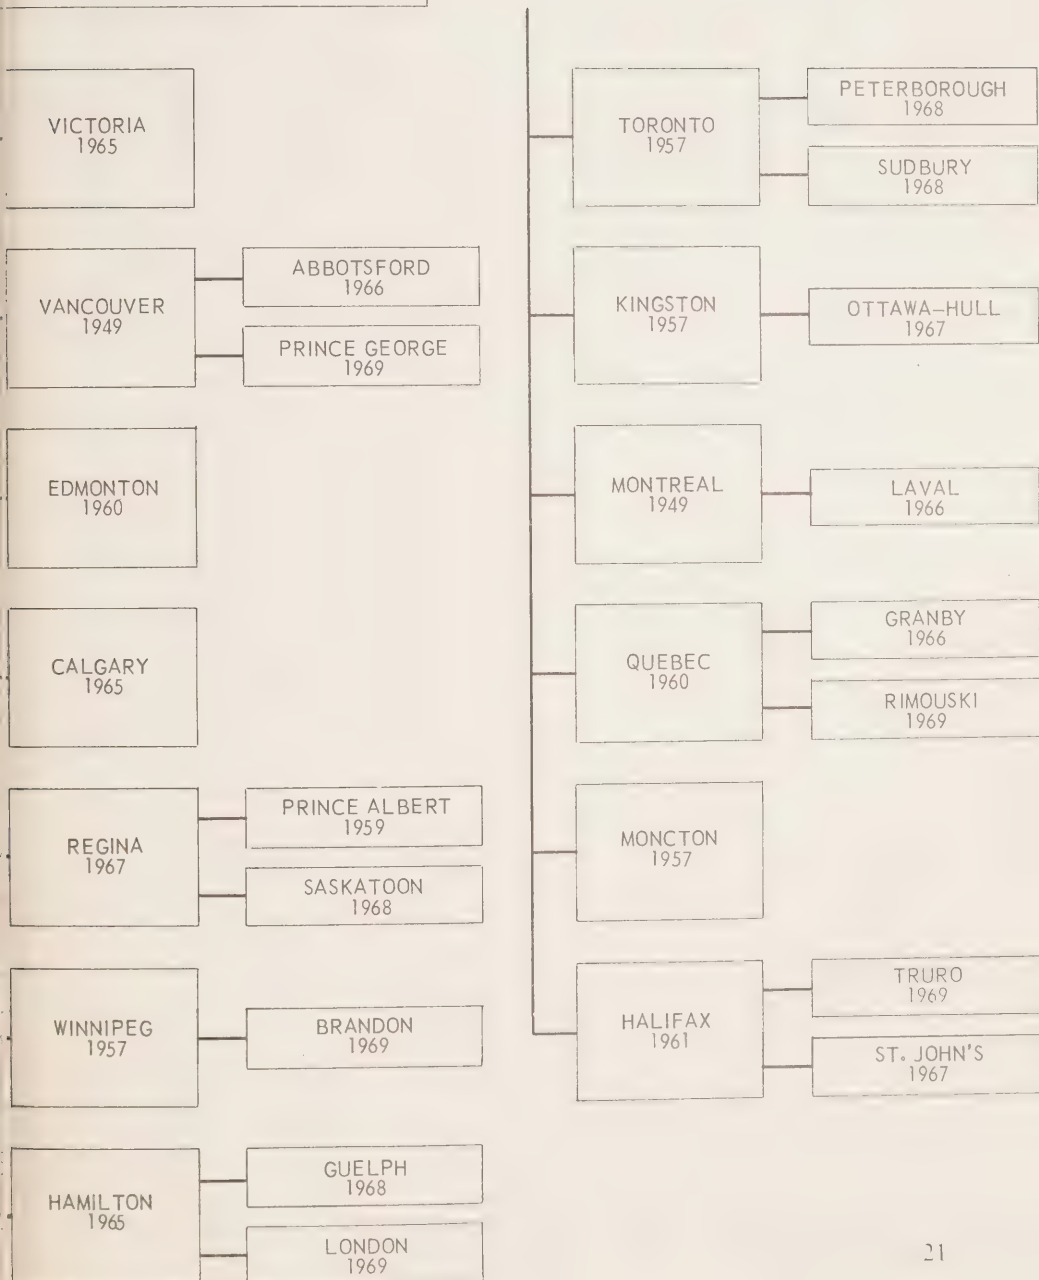 VICTORIA
1965
VANCOUVER
1949
ABBOTSFORD
1966
PRINCE GEORGE
1969
EDMONTON
1960
CALGARY
1965
REGINA
1967
PRINCE ALBERT
1959
SASKATOON
1968
WINNIPEG
1957
BRANDON
1969
HAMILTON
1965
GUELPH
1968
LONDON
1969
TORONTO
1957
PETERBOROUGH
1968
SUDBURY
1968
KINGSTON
1957
OTTAWA-HULL
1967
MONTREAL
1949
LAVAL
1966
QUEBEC
1960
GRANBY
1966
RIMOUSKI
1969
MONCTON
1957
HALIFAX
1961
TRURO
1969
ST. JOHN'S
1967
21